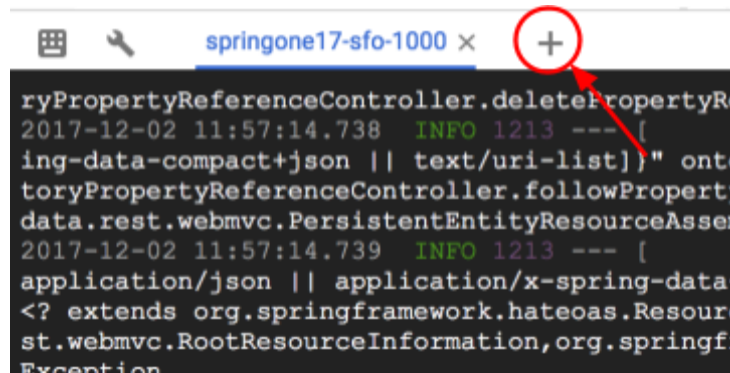 springone17-sfo-1000 ×
ryPropertyReferenceController.deletePropertyR
2017-12-02 11:57:14.738 INFO 1213 --- [
ing-data-compact+json || text/uri-list]}" ont
toryPropertyReferenceController.followPropert
data.rest.webmvc.PersistentEntityResourceAsse
2017-12-02 11:57:14.739 INFO 1213 --- [
application/json || application/x-spring-data
<? extends org.springframework.hateoas.Resour
st.webmvc.RootResourceInformation,org.springf
Exception